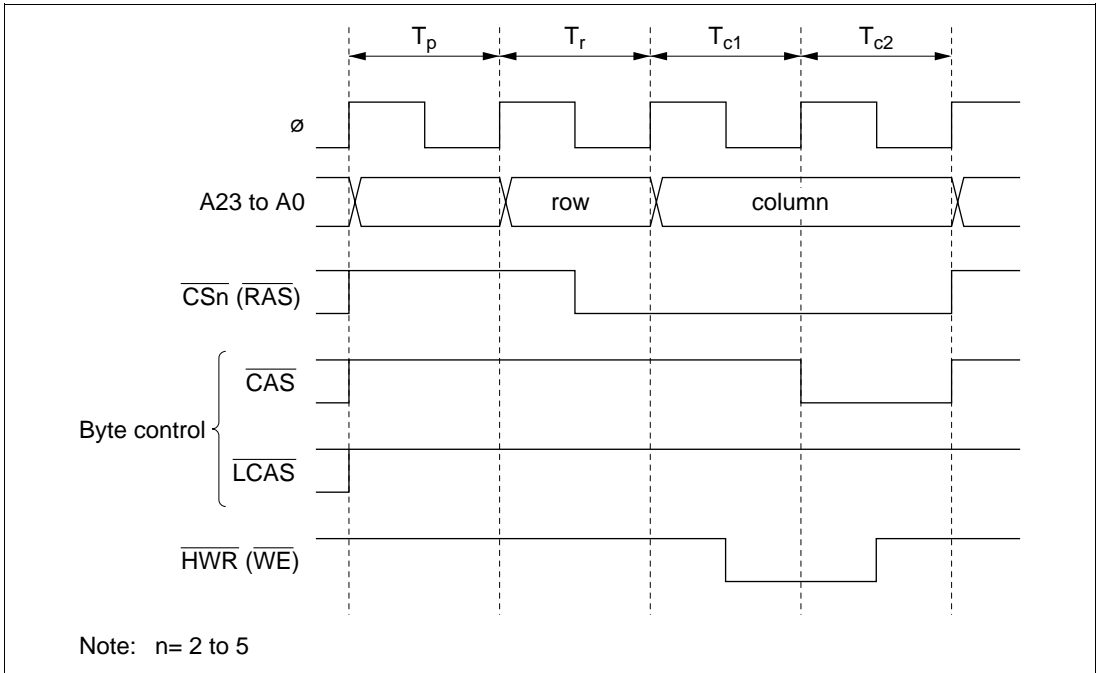 Tp Tr Tc1 Tc2
ø
A23 to A0 row column
CSn (RAS)
CAS
Byte control
LCAS
HWR (WE)
Note: n= 2 to 5